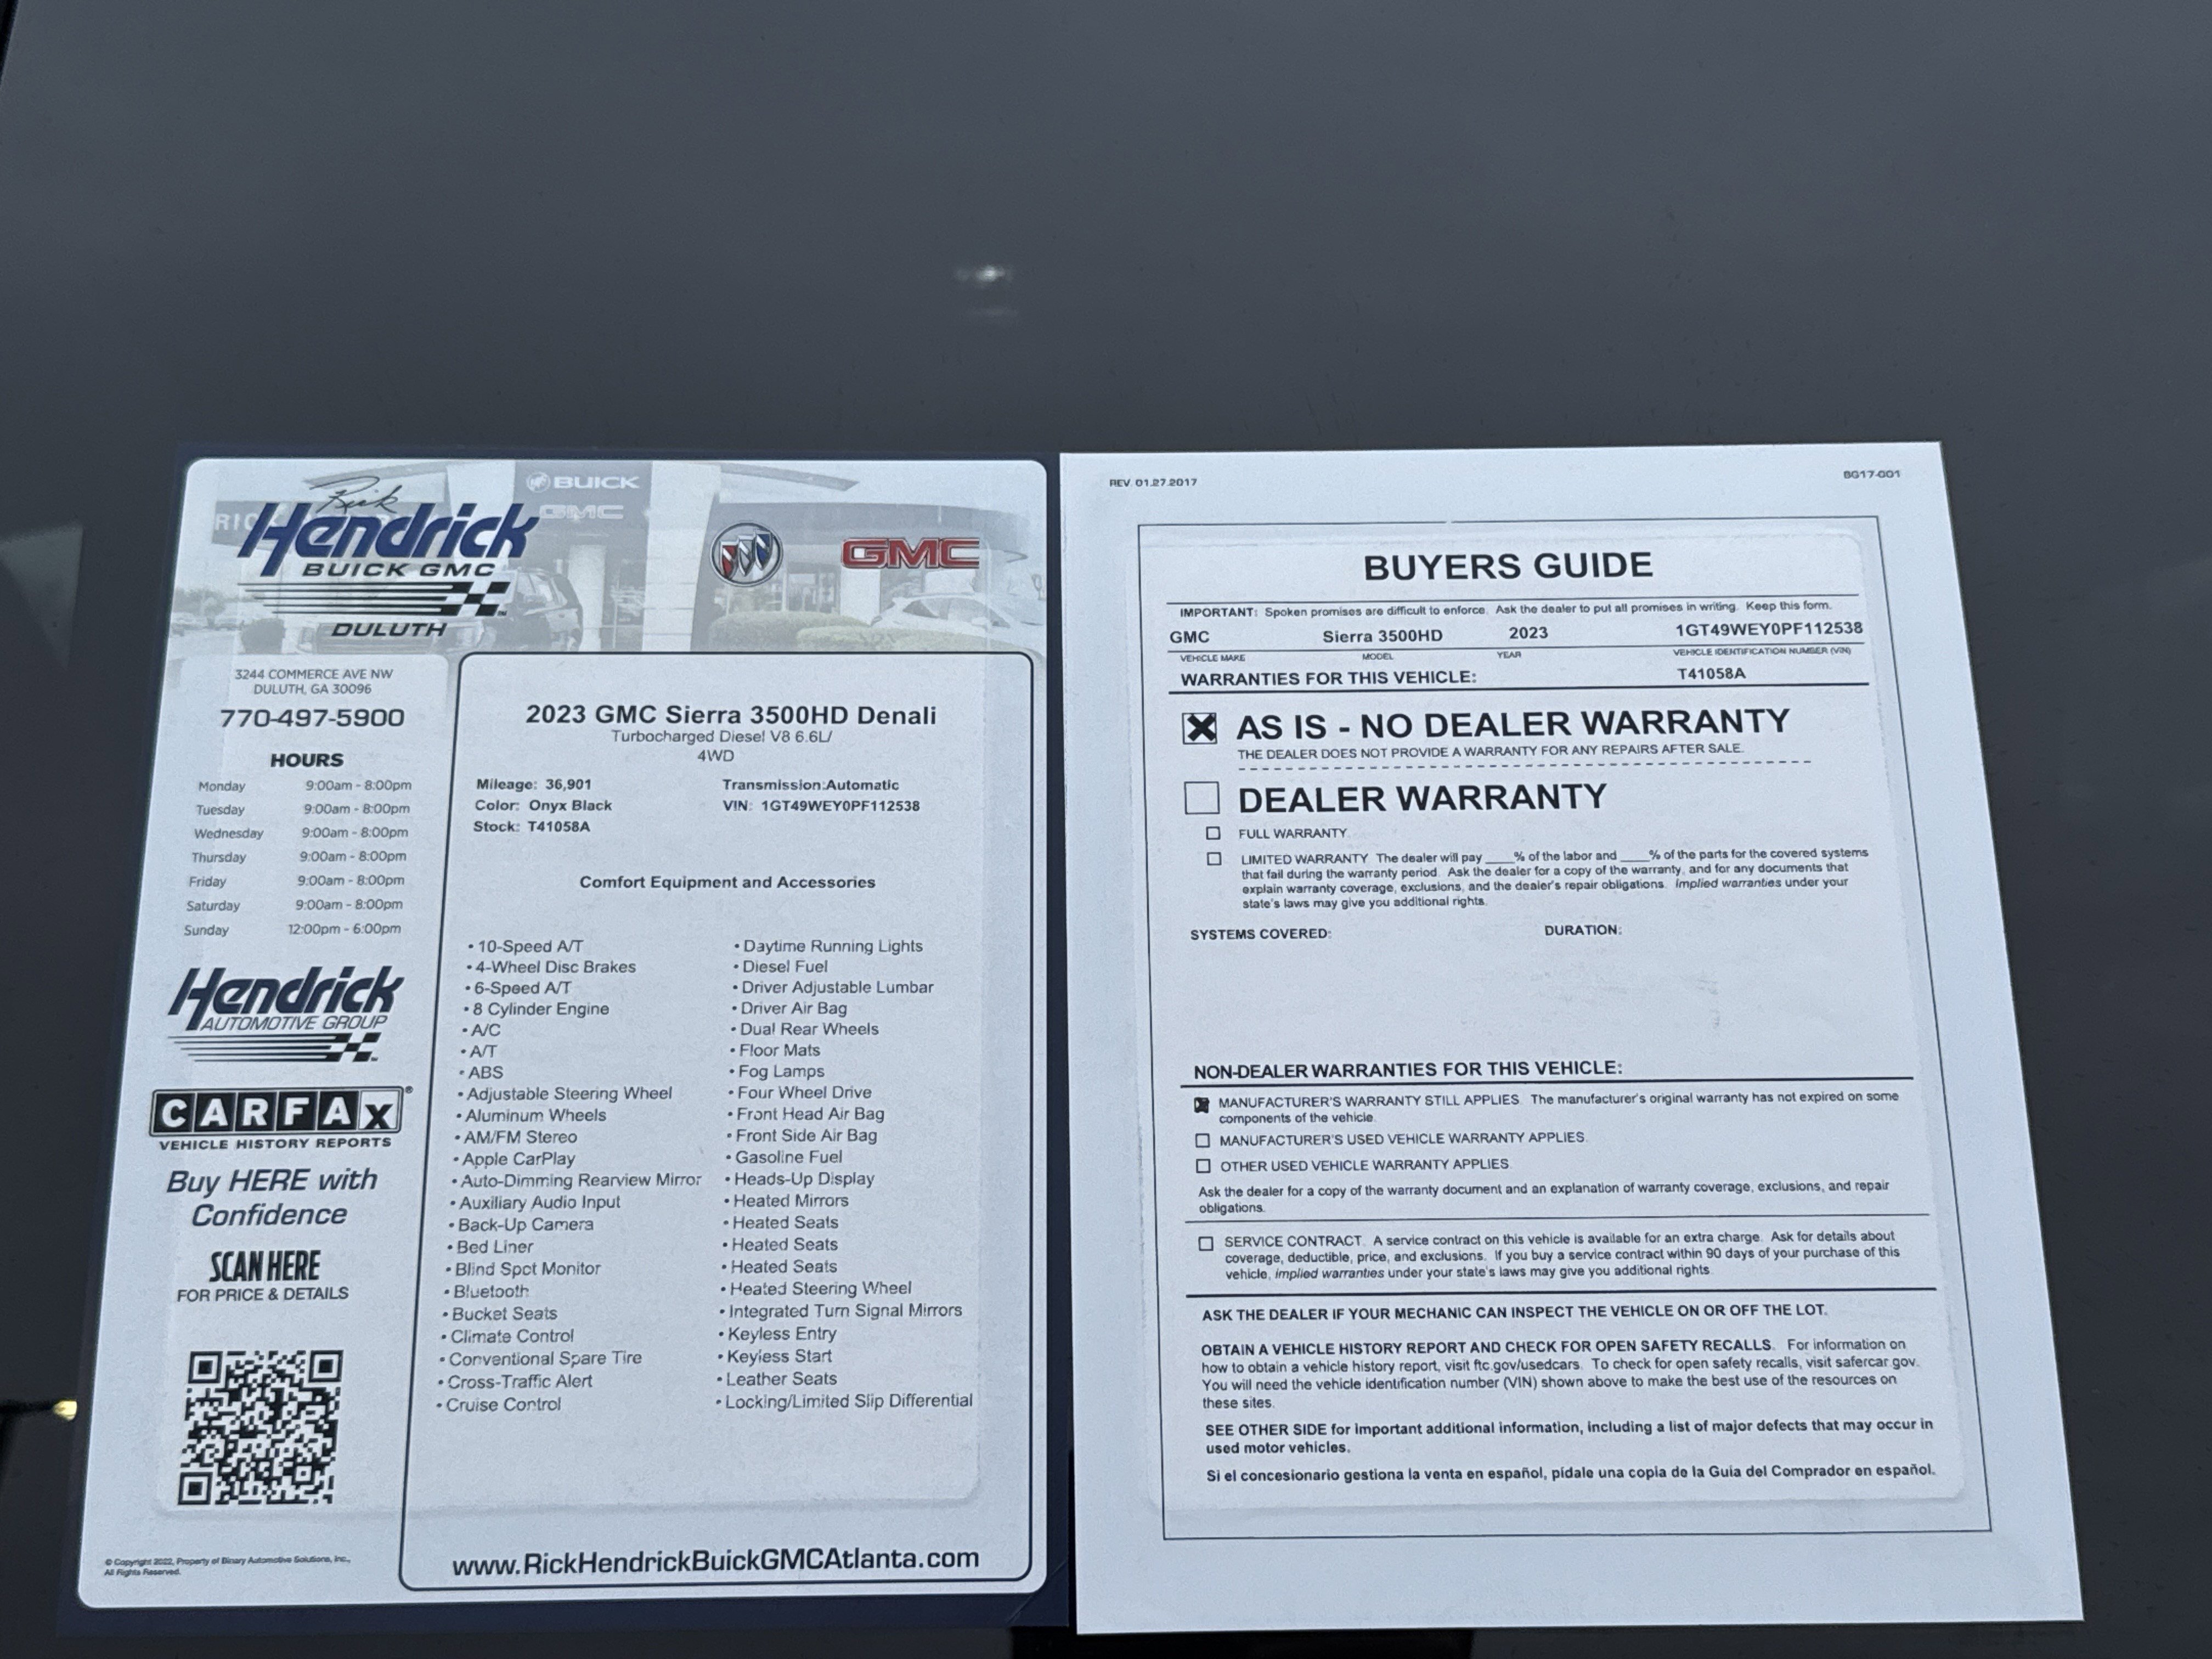 BUICK
GMC
RIC
Rick
Hendrick
BUICK GMC
DULUTH
GMC
3244 COMMERCE AVE NW
DULUTH, GA 30096
770-497-5900
HOURS
Monday 9:00am - 8:00pm
Tuesday 9:00am - 8:00pm
Wednesday 9:00am - 8:00pm
Thursday 9:00am - 8:00pm
Friday 9:00am - 8:00pm
Saturday 9:00am - 8:00pm
Sunday 12:00pm - 6:00pm
Hendrick
AUTOMOTIVE GROUP
CARFAX®
VEHICLE HISTORY REPORTS
Buy HERE with
Confidence
SCAN HERE
FOR PRICE & DETAILS
© Copyright 2022, Property of Binary Automotive Solutions, Inc.,
All Rights Reserved.
2023 GMC Sierra 3500HD Denali
Turbocharged Diesel V8 6.6L/
4WD
Mileage: 36,901 Transmission:Automatic
Color: Onyx Black VIN: 1GT49WEY0PF112538
Stock: T41058A
Comfort Equipment and Accessories
• 10-Speed A/T
• 4-Wheel Disc Brakes
• 6-Speed A/T
• 8 Cylinder Engine
• A/C
• A/T
• ABS
• Adjustable Steering Wheel
• Aluminum Wheels
• AM/FM Stereo
• Apple CarPlay
• Auto-Dimming Rearview Mirror
• Auxiliary Audio Input
• Back-Up Camera
• Bed Liner
• Blind Spot Monitor
• Bluetooth
• Bucket Seats
• Climate Control
• Conventional Spare Tire
• Cross-Traffic Alert
• Cruise Control
• Daytime Running Lights
• Diesel Fuel
• Driver Adjustable Lumbar
• Driver Air Bag
• Dual Rear Wheels
• Floor Mats
• Fog Lamps
• Four Wheel Drive
• Front Head Air Bag
• Front Side Air Bag
• Gasoline Fuel
• Heads-Up Display
• Heated Mirrors
• Heated Seats
• Heated Seats
• Heated Seats
• Heated Steering Wheel
• Integrated Turn Signal Mirrors
• Keyless Entry
• Keyless Start
• Leather Seats
• Locking/Limited Slip Differential
www.RickHendrickBuickGMCAtlanta.com
REV. 01.27.2017 BG17-001
BUYERS GUIDE
IMPORTANT: Spoken promises are difficult to enforce. Ask the dealer to put all promises in writing. Keep this form.
GMC Sierra 3500HD 2023 1GT49WEY0PF112538
VEHICLE MAKE MODEL YEAR VEHICLE IDENTIFICATION NUMBER (VIN)
WARRANTIES FOR THIS VEHICLE: T41058A
AS IS - NO DEALER WARRANTY
THE DEALER DOES NOT PROVIDE A WARRANTY FOR ANY REPAIRS AFTER SALE.
DEALER WARRANTY
FULL WARRANTY.
LIMITED WARRANTY. The dealer will pay ____% of the labor and ____% of the parts for the covered systems
that fail during the warranty period. Ask the dealer for a copy of the warranty, and for any documents that
explain warranty coverage, exclusions, and the dealer's repair obligations. Implied warranties under your
state's laws may give you additional rights.
SYSTEMS COVERED: DURATION:
NON-DEALER WARRANTIES FOR THIS VEHICLE:
MANUFACTURER'S WARRANTY STILL APPLIES. The manufacturer's original warranty has not expired on some
components of the vehicle.
MANUFACTURER'S USED VEHICLE WARRANTY APPLIES.
OTHER USED VEHICLE WARRANTY APPLIES.
Ask the dealer for a copy of the warranty document and an explanation of warranty coverage, exclusions, and repair
obligations.
SERVICE CONTRACT. A service contract on this vehicle is available for an extra charge. Ask for details about
coverage, deductible, price, and exclusions. If you buy a service contract within 90 days of your purchase of this
vehicle, implied warranties under your state's laws may give you additional rights.
ASK THE DEALER IF YOUR MECHANIC CAN INSPECT THE VEHICLE ON OR OFF THE LOT.
OBTAIN A VEHICLE HISTORY REPORT AND CHECK FOR OPEN SAFETY RECALLS. For information on
how to obtain a vehicle history report, visit ftc.gov/usedcars. To check for open safety recalls, visit safercar.gov.
You will need the vehicle identification number (VIN) shown above to make the best use of the resources on
these sites.
SEE OTHER SIDE for important additional information, including a list of major defects that may occur in
used motor vehicles.
Si el concesionario gestiona la venta en español, pídale una copia de la Guía del Comprador en español.